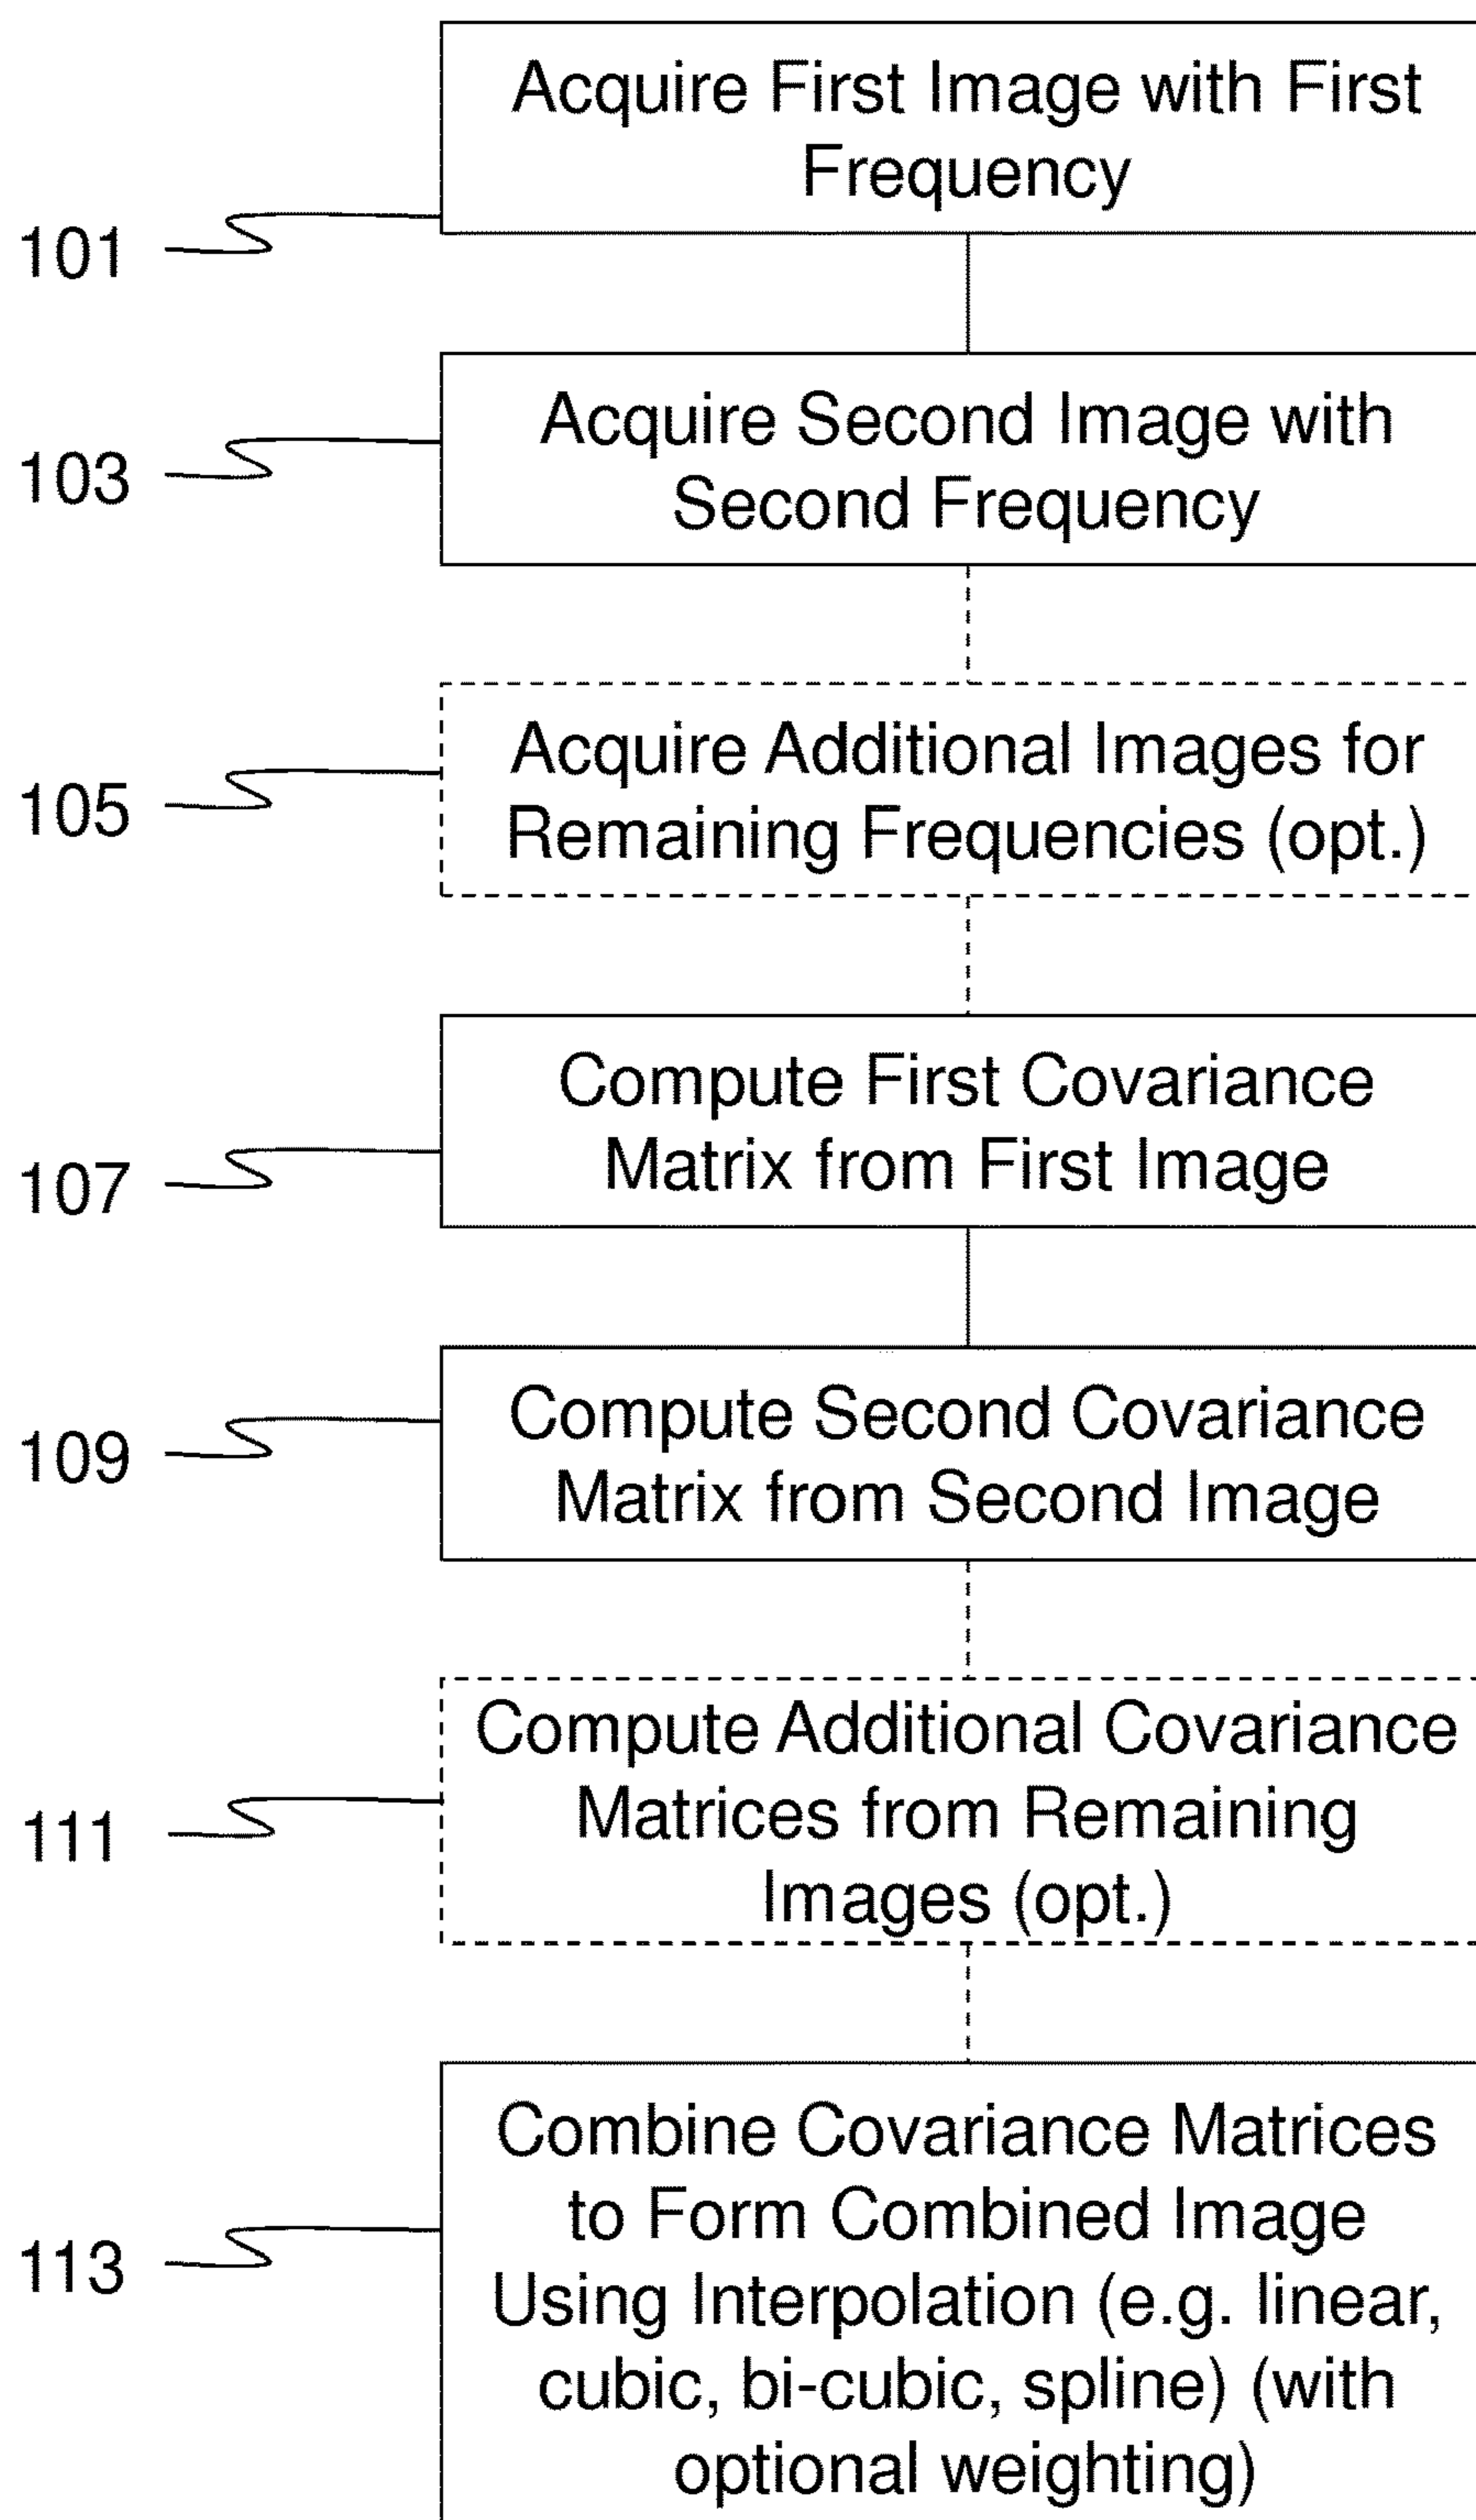 Acquire First Image with First
Frequency
101
Acquire Second Image with
Second Frequency
103
Acquire Additional Images for
Remaining Frequencies (opt.)
105
Compute First Covariance
Matrix from First Image
107
Compute Second Covariance
Matrix from Second Image
109
Compute Additional Covariance
Matrices from Remaining
Images (opt.)
111
Combine Covariance Matrices
to Form Combined Image
Using Interpolation (e.g. linear,
cubic, bi-cubic, spline) (with
optional weighting)
113